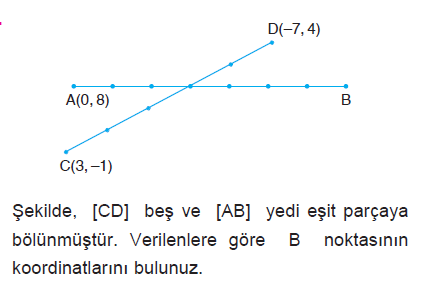 D(–7, 4)
A(0, 8)
B
C(3, –1)
Şekilde, [CD] beş ve [AB] yedi eşit parçaya
bölünmüştür. Verilenlere göre B noktasının
koordinatlarını bulunuz.